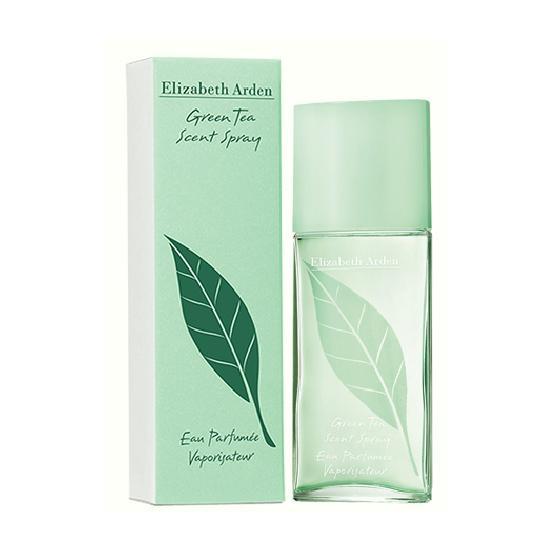 Elizabeth Arden
Green Tea
Scent Spray
Eau Parfumée
Vaporisateur
Elizabeth Arden
Green Tea
Scent Spray
Eau Parfumée
Vaporisateur